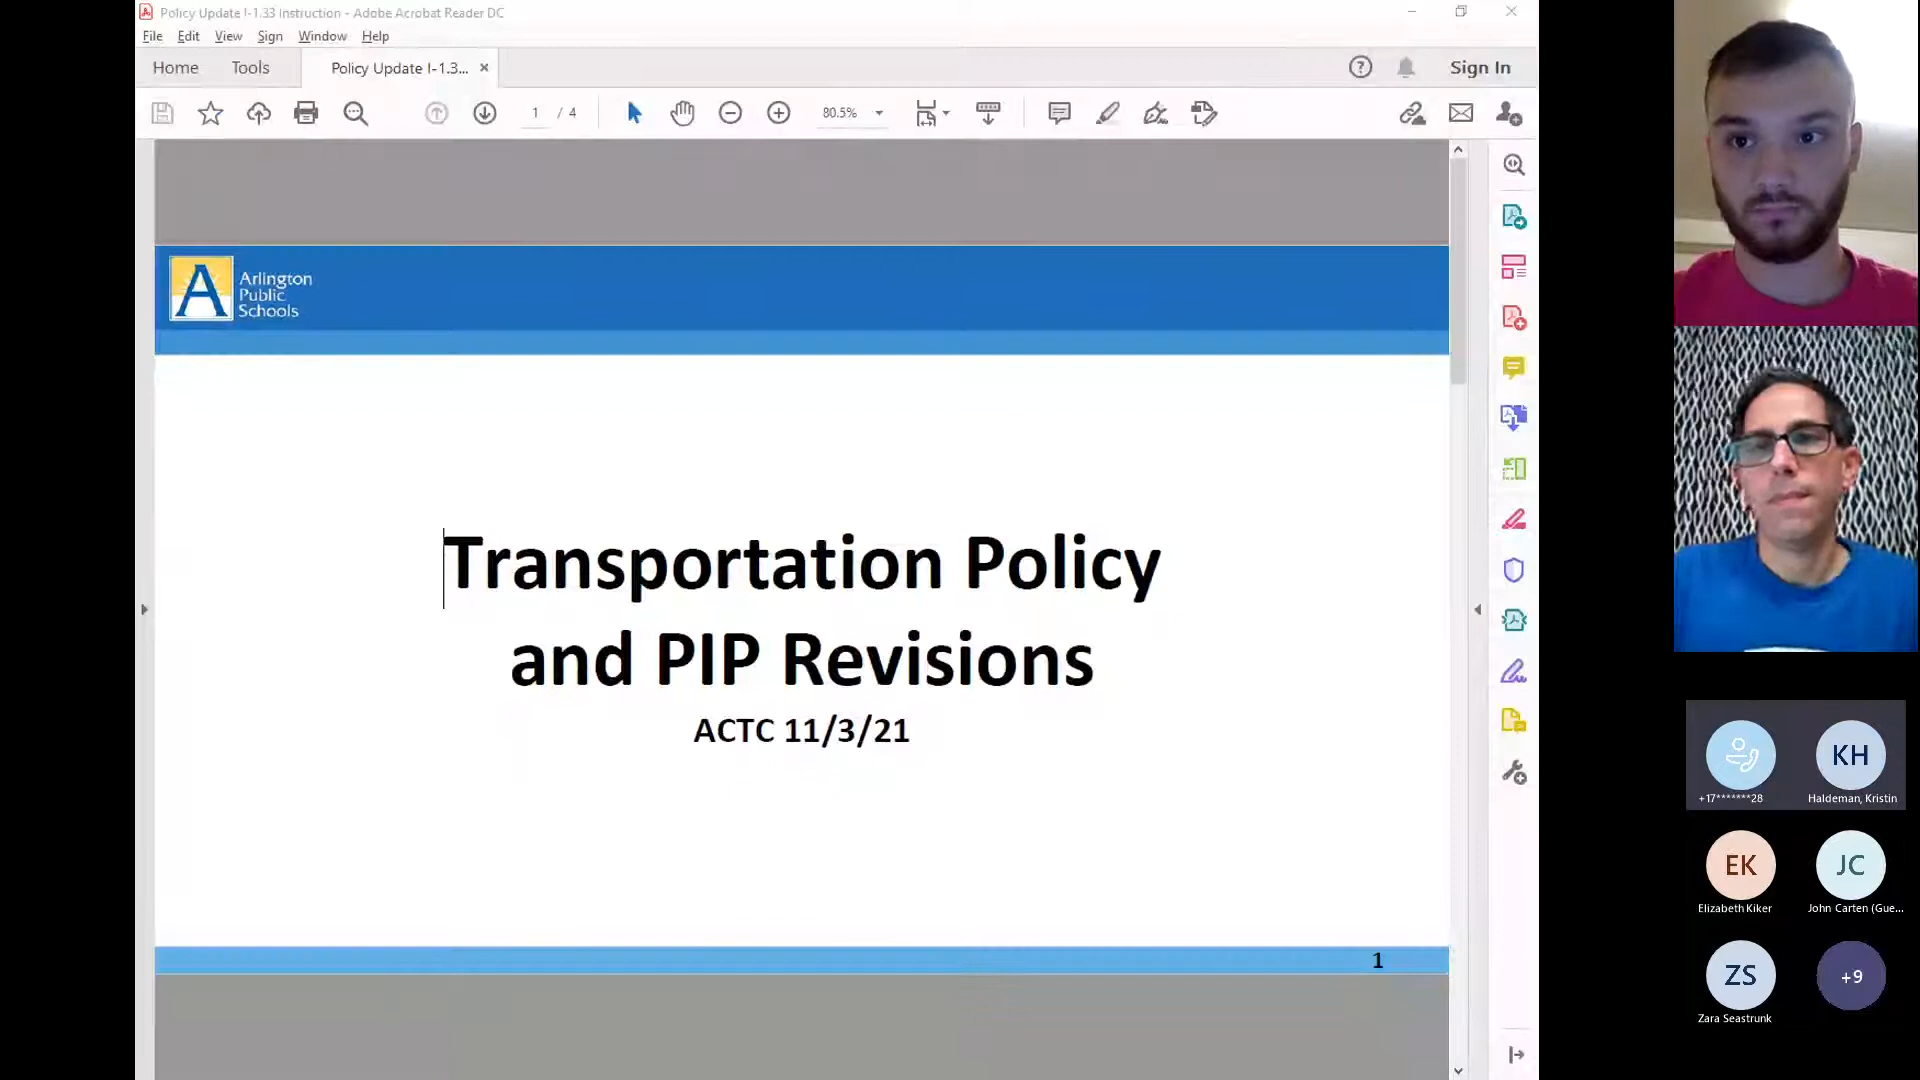 Policy Update I-1.33 Instruction - Adobe Acrobat Reader DC
File Edit View Sign Window Help
Home Tools Policy Update I-1.3... × Sign In
1 / 4 80.5%
Arlington
Public
Schools
Transportation Policy
and PIP Revisions
ACTC 11/3/21
1
KH
+17*******28 Haldeman, Kristin
EK JC
Elizabeth Kiker John Carten (Gue...
ZS +9
Zara Seastrunk